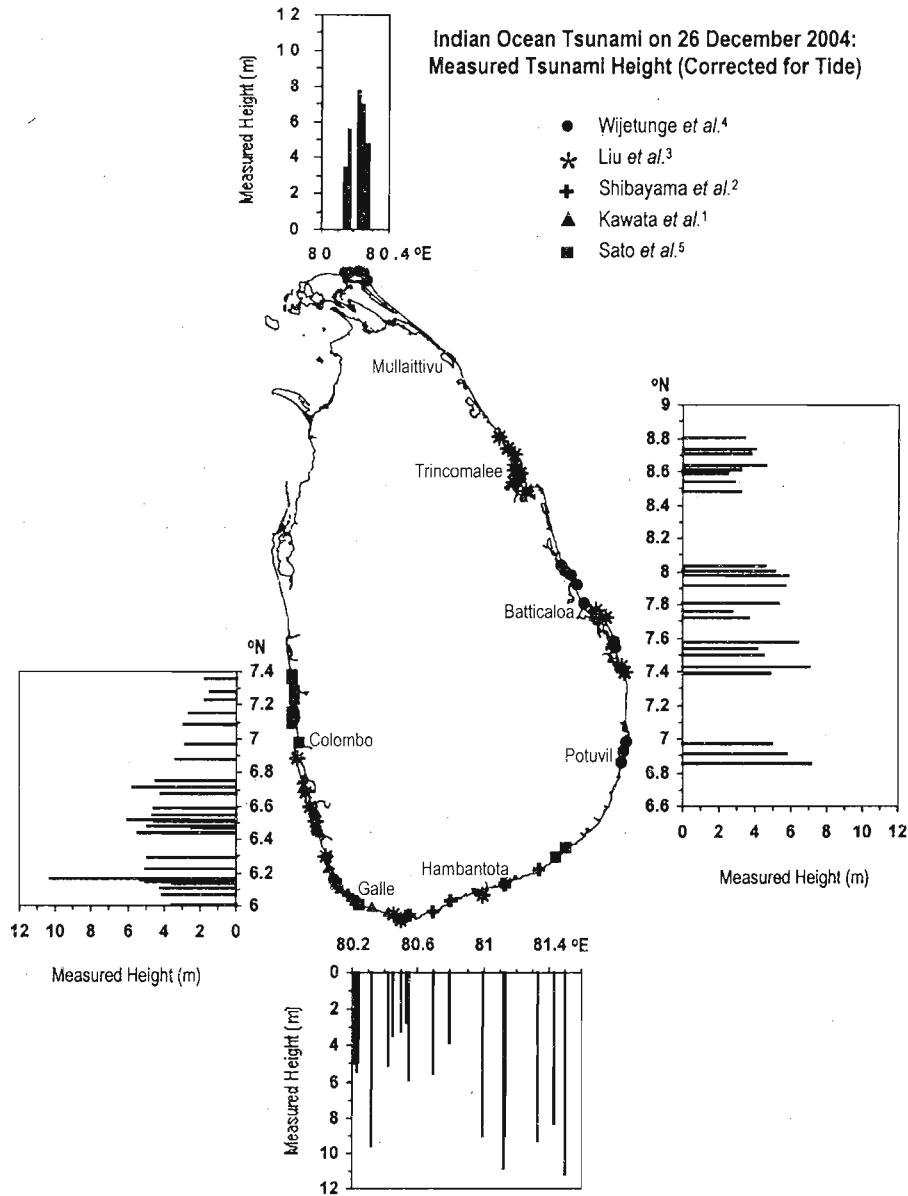 Indian Ocean Tsunami on 26 December 2004:
Measured Tsunami Height (Corrected for Tide)
Wijetunge et al.⁴
Liu et al.³
Shibayama et al.²
Kawata et al.¹
Sato et al.⁵
Measured Height (m)
12
10
8
6
4
2
0
80 80.4 ºE
Mullaittivu
Trincomalee
Batticaloa
Potuvil
Hambantota
Galle
Colombo
ºN
9
8.8
8.6
8.4
8.2
8
7.8
7.6
7.4
7.2
7
6.8
6.6
0 2 4 6 8 10 12
Measured Height (m)
ºN
7.4
7.2
7
6.8
6.6
6.4
6.2
6
12 10 8 6 4 2 0
Measured Height (m)
80.2 80.6 81 81.4 ºE
0
2
4
6
8
10
12
Measured Height (m)